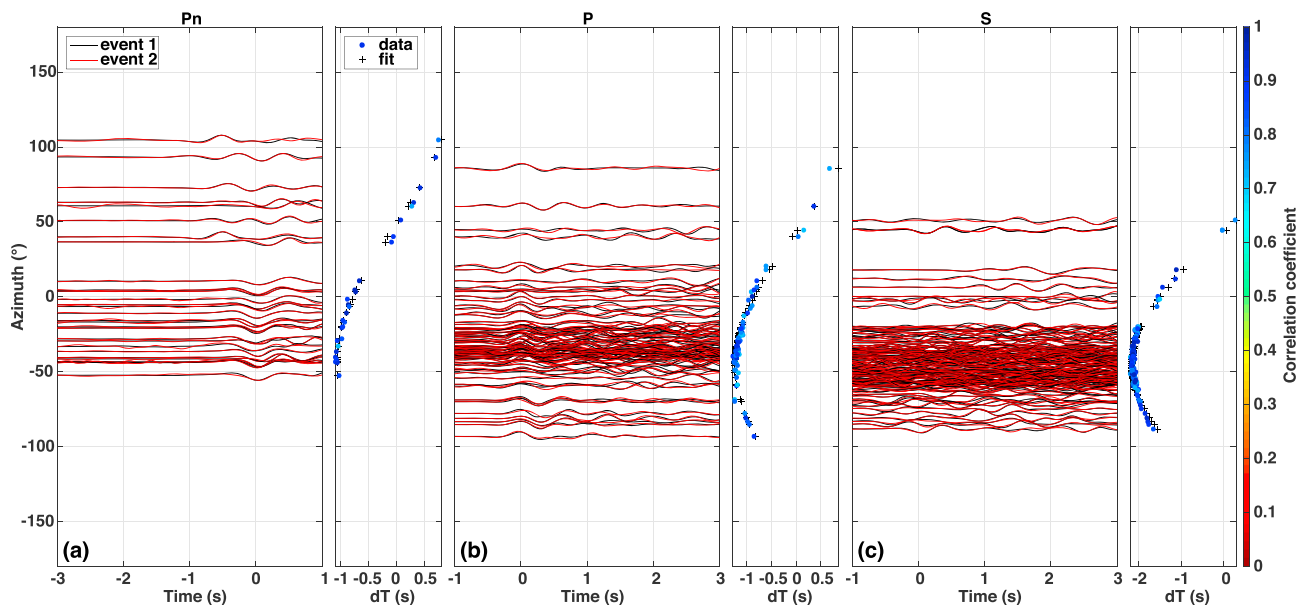 Pn
P
S
event 1
event 2
data
fit
150
100
50
0
-50
-100
-150
Azimuth (°)
(a)
(b)
(c)
-3 -2 -1 0 1
Time (s)
-1 -0.5 0 0.5
dT (s)
-1 0 1 2 3
Time (s)
-1 -0.5 0 0.5
dT (s)
-1 0 1 2 3
Time (s)
-2 -1 0
dT (s)
1
0.9
0.8
0.7
0.6
0.5
0.4
0.3
0.2
0.1
0
Correlation coefficient